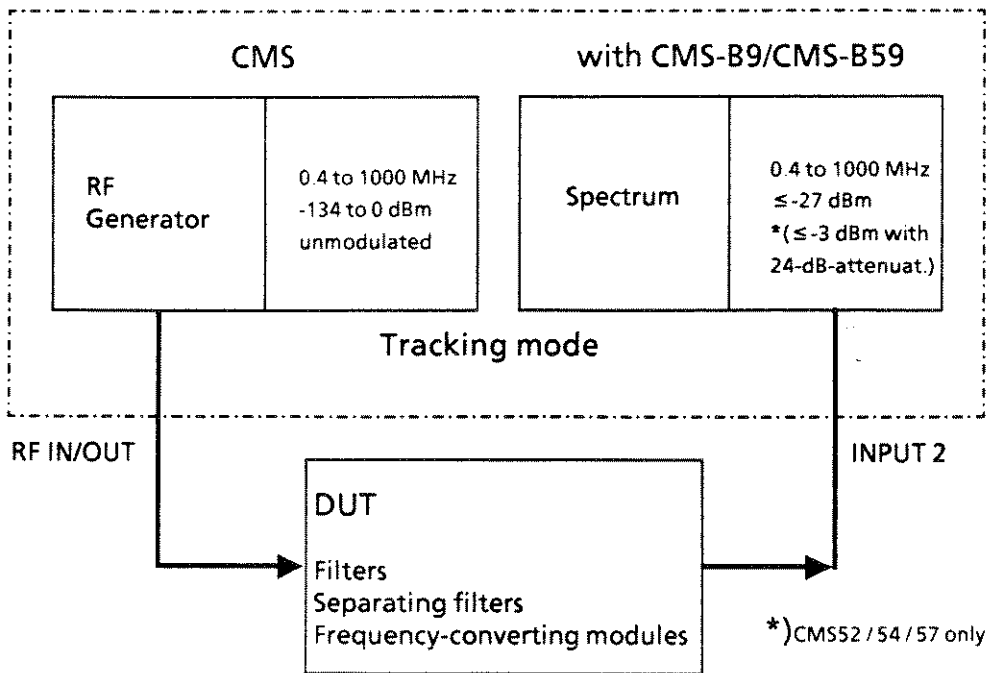 CMS
with CMS-B9/CMS-B59
RF
Generator
0.4 to 1000 MHz
-134 to 0 dBm
unmodulated
Spectrum
0.4 to 1000 MHz
≤-27 dBm
*(≤-3 dBm with
24-dB-attenuat.)
Tracking mode
RF IN/OUT
INPUT 2
DUT
Filters
Separating filters
Frequency-converting modules
*)CMS52 / 54 / 57 only